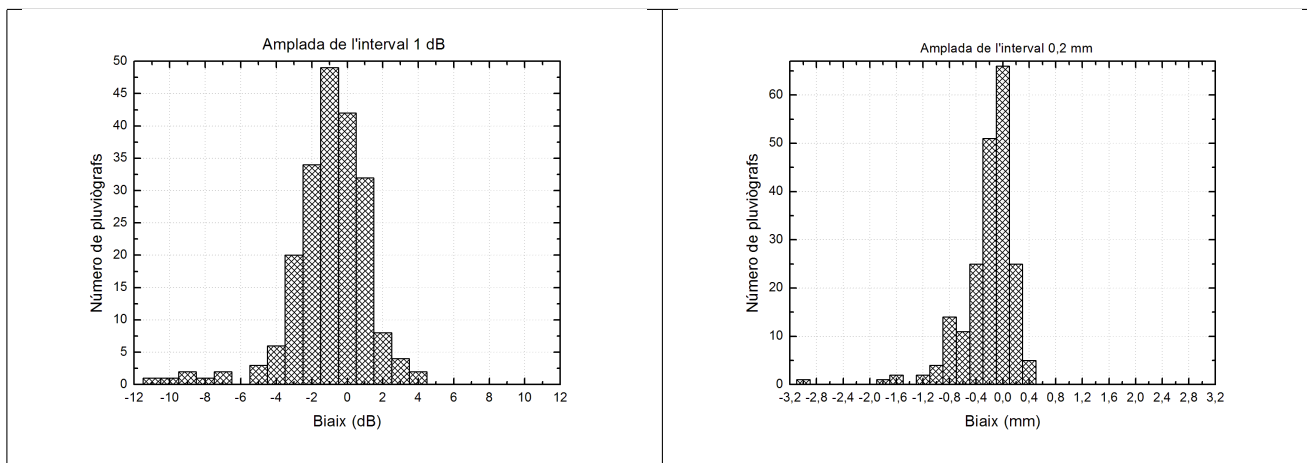 Amplada de l'interval 1 dB
50
45
40
35
30
25
20
15
10
5
0
Número de pluviògrafs
-12 -10 -8 -6 -4 -2 0 2 4 6 8 10 12
Biaix (dB)
Amplada de l'interval 0,2 mm
60
50
40
30
20
10
0
Número de pluviògrafs
-3,2 -2,8 -2,4 -2,0 -1,6 -1,2 -0,8 -0,4 0,0 0,4 0,8 1,2 1,6 2,0 2,4 2,8 3,2
Biaix (mm)